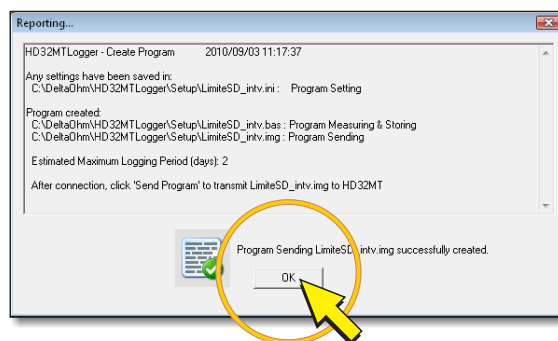 Reporting...
HD32MTLogger - Create Program 2010/09/03 11:17:37
Any settings have been saved in:
C:\DeltaOhm\HD32MTLogger\Setup\LimiteSD_intv.ini : Program Setting
Program created:
C:\DeltaOhm\HD32MTLogger\Setup\LimiteSD_intv.bas : Program Measuring & Storing
C:\DeltaOhm\HD32MTLogger\Setup\LimiteSD_intv.img : Program Sending
Estimated Maximum Logging Period (days): 2
After connection, click 'Send Program' to transmit LimiteSD_intv.img to HD32MT
Program Sending LimiteSD_intv.img successfully created.
OK